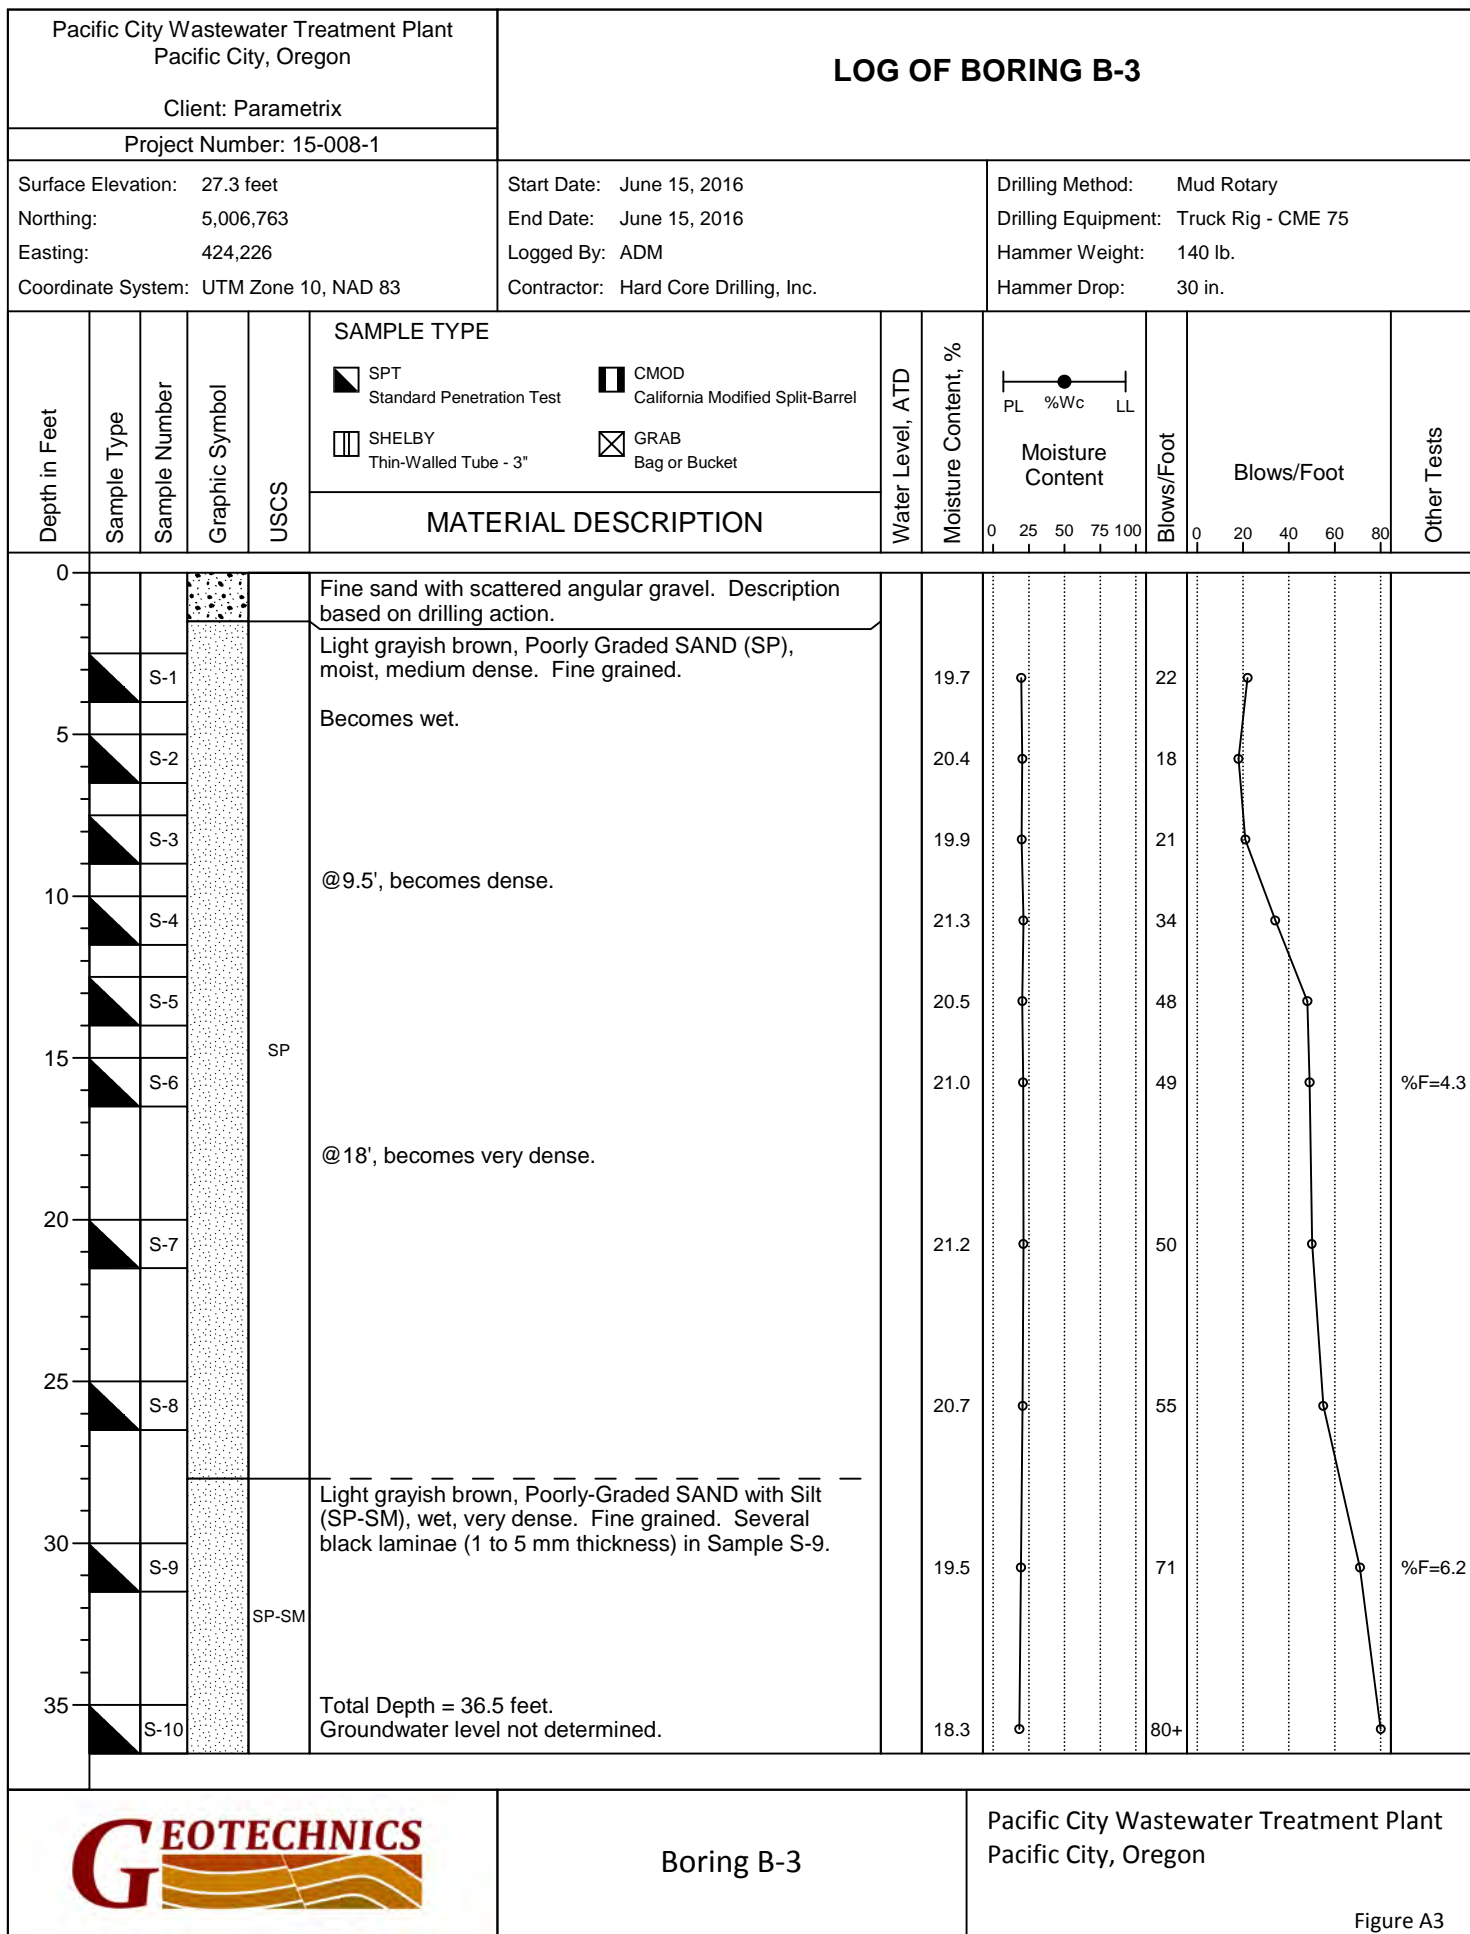 Pacific City Wastewater Treatment Plant
Pacific City, Oregon
Client: Parametrix
Project Number: 15-008-1
LOG OF BORING B-3
Surface Elevation: 27.3 feet
Northing: 5,006,763
Easting: 424,226
Coordinate System: UTM Zone 10, NAD 83
Start Date: June 15, 2016
End Date: June 15, 2016
Logged By: ADM
Contractor: Hard Core Drilling, Inc.
Drilling Method: Mud Rotary
Drilling Equipment: Truck Rig - CME 75
Hammer Weight: 140 lb.
Hammer Drop: 30 in.
Depth in Feet
Sample Type
Sample Number
Graphic Symbol
USCS
SAMPLE TYPE
SPT
Standard Penetration Test
CMOD
California Modified Split-Barrel
SHELBY
Thin-Walled Tube - 3"
GRAB
Bag or Bucket
MATERIAL DESCRIPTION
Water Level, ATD
Moisture Content, %
PL %Wc LL
Moisture
Content
0 25 50 75 100
Blows/Foot
Blows/Foot
0 20 40 60 80
Other Tests
0
Fine sand with scattered angular gravel. Description
based on drilling action.
Light grayish brown, Poorly Graded SAND (SP),
moist, medium dense. Fine grained.
S-1 19.7 22
Becomes wet.
5
S-2 20.4 18
S-3 19.9 21
@9.5', becomes dense.
10
S-4 21.3 34
S-5 20.5 48
SP
15
S-6 21.0 49 %F=4.3
@18', becomes very dense.
20
S-7 21.2 50
25
S-8 20.7 55
Light grayish brown, Poorly-Graded SAND with Silt
(SP-SM), wet, very dense. Fine grained. Several
black laminae (1 to 5 mm thickness) in Sample S-9.
30
S-9 19.5 71 %F=6.2
SP-SM
35
Total Depth = 36.5 feet.
Groundwater level not determined.
S-10 18.3 80+
GEOTECHNICS
Boring B-3
Pacific City Wastewater Treatment Plant
Pacific City, Oregon
Figure A3